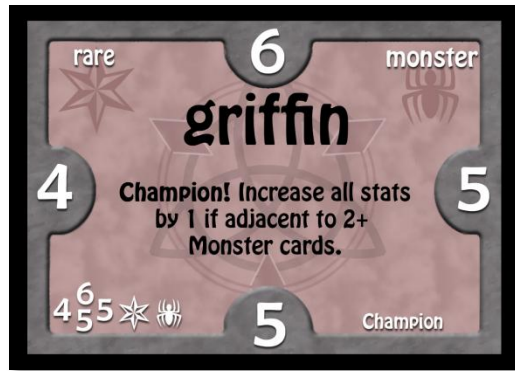 rare
6
monster
griffin
4
Champion! Increase all stats
by 1 if adjacent to 2+
Monster cards.
5
6
4 5
5
5
Champion